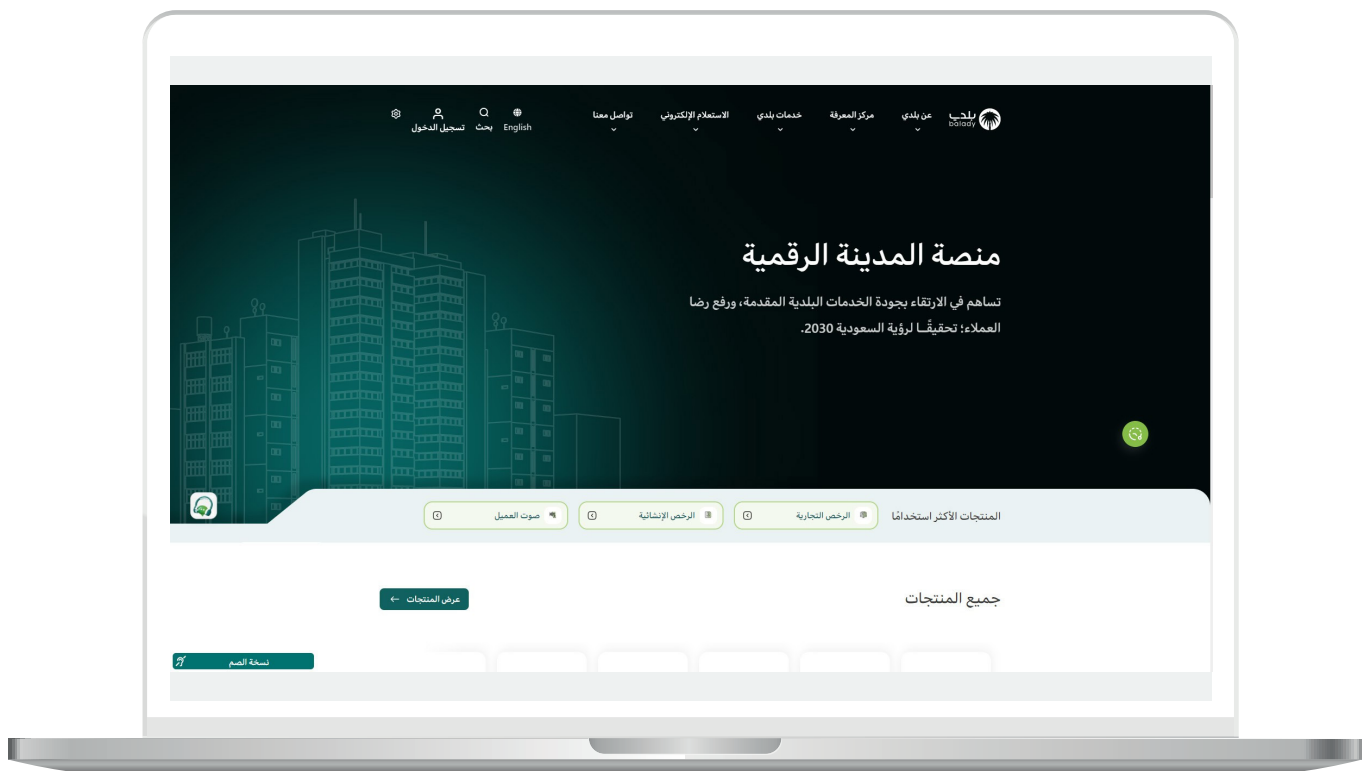 بلدي
balady
عن بلدي
مركز المعرفة
خدمات بلدي
الاستعلام الإلكتروني
تواصل معنا
English
بحث
تسجيل الدخول
منصة المدينة الرقمية
تساهم في الارتقاء بجودة الخدمات البلدية المقدمة، ورفع رضا
العملاء؛ تحقيقًـا لرؤية السعودية 2030.
المنتجات الأكثر استخدامًا
الرخص التجارية
الرخص الإنشائية
صوت العميل
جميع المنتجات
عرض المنتجات
نسخة الصم